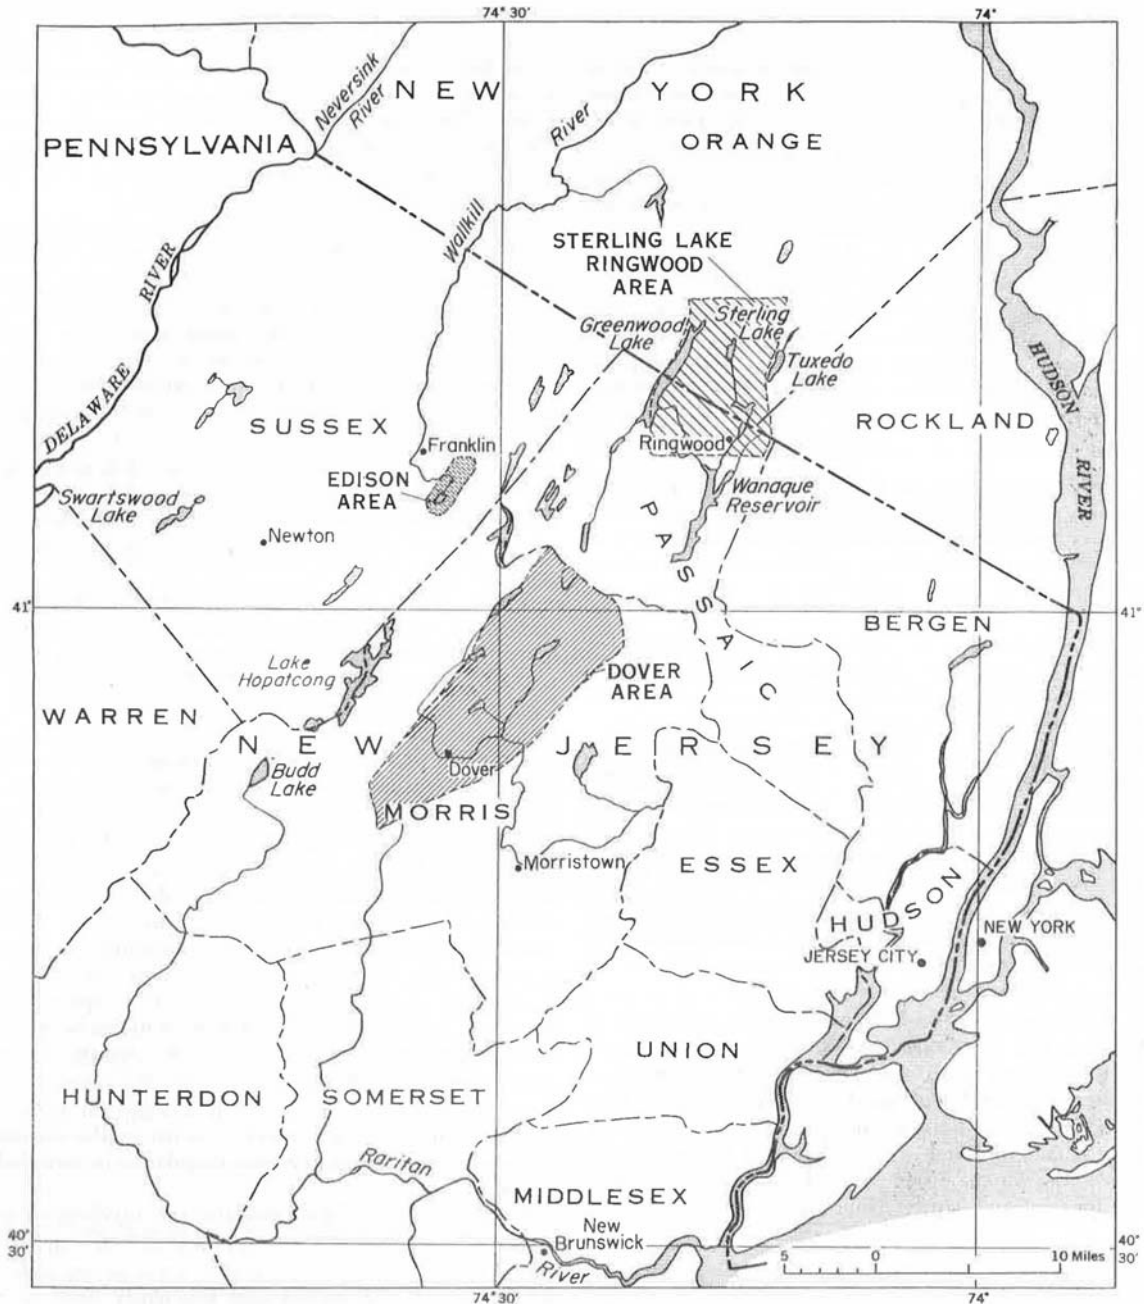 74° 30'
74°
NEW YORK
Neversink
River
PENNSYLVANIA
River
ORANGE
Wallkill
STERLING LAKE
RINGWOOD
AREA
DELAWARE RIVER
Greenwood
Lake
Sterling
Lake
Tuxedo
Lake
HUDSON RIVER
SUSSEX
ROCKLAND
Franklin
Ringwood
EDISON
AREA
Swartswood
Lake
Wanaque
Reservoir
Newton
PASSAIC
41°
41°
BERGEN
Lake
Hopatcong
DOVER
AREA
WARREN
NEW JERSEY
Budd
Lake
Dover
MORRIS
Morristown
ESSEX
HUDSON
NEW YORK
JERSEY CITY
UNION
HUNTERDON
SOMERSET
Raritan
MIDDLESEX
New
Brunswick
River
40°
30'
40°
30'
5 0 10 Miles
74° 30'
74°